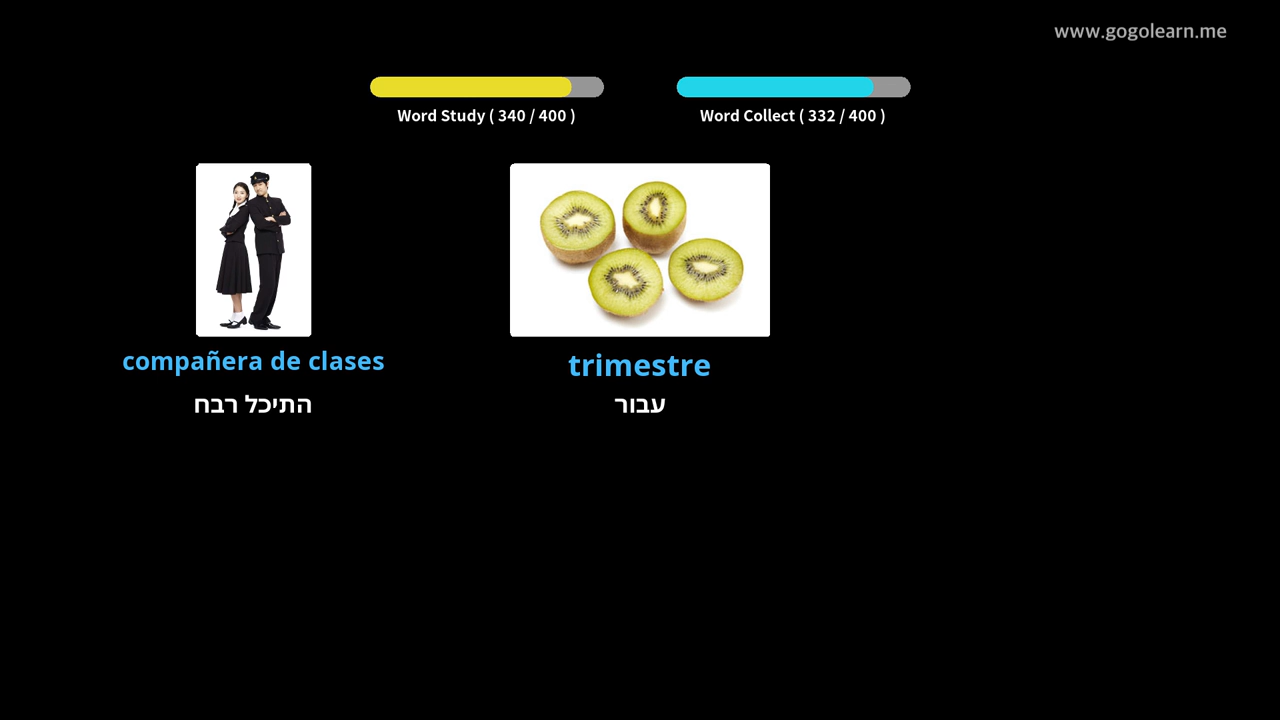 www.gogolearn.me
Word Study ( 340 / 400 )
Word Collect ( 332 / 400 )
compañera de clases
התיכל רבח
trimestre
עבור